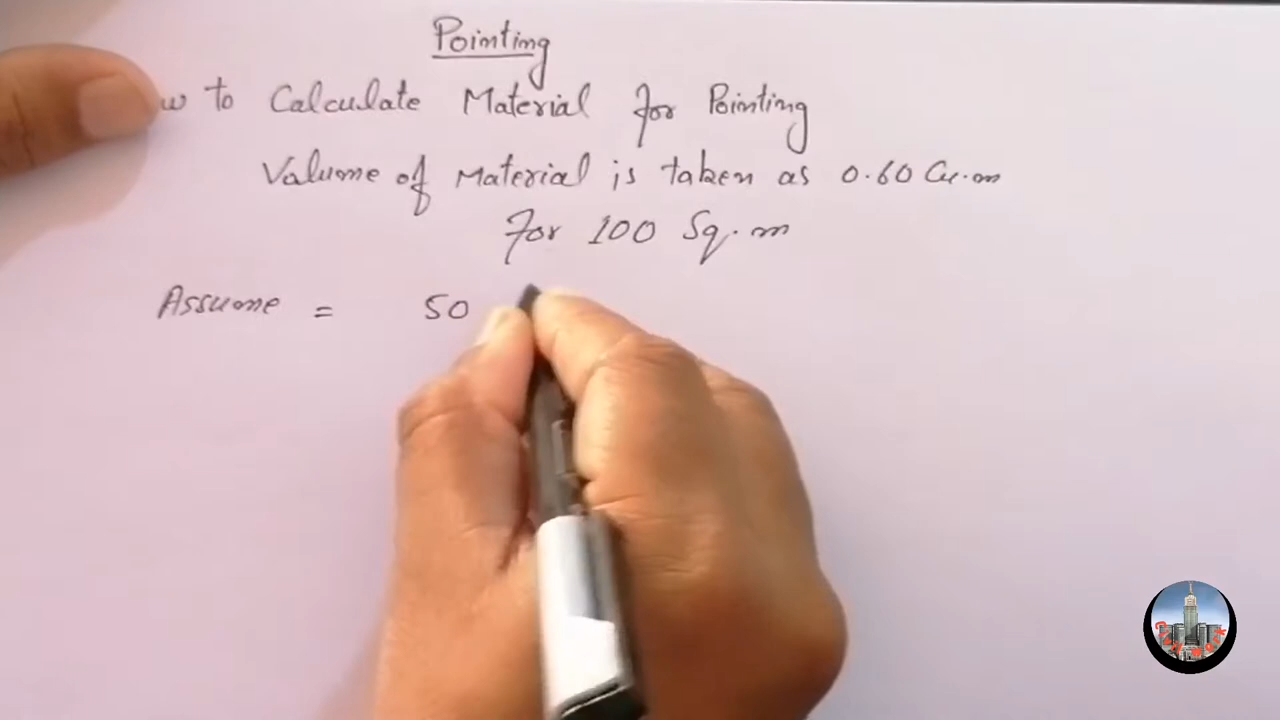 Pointing
w to Calculate Material for Pointing
Valume of Material is taken as 0.60 Cu.m
For 100 Sq.m
Assume = 50